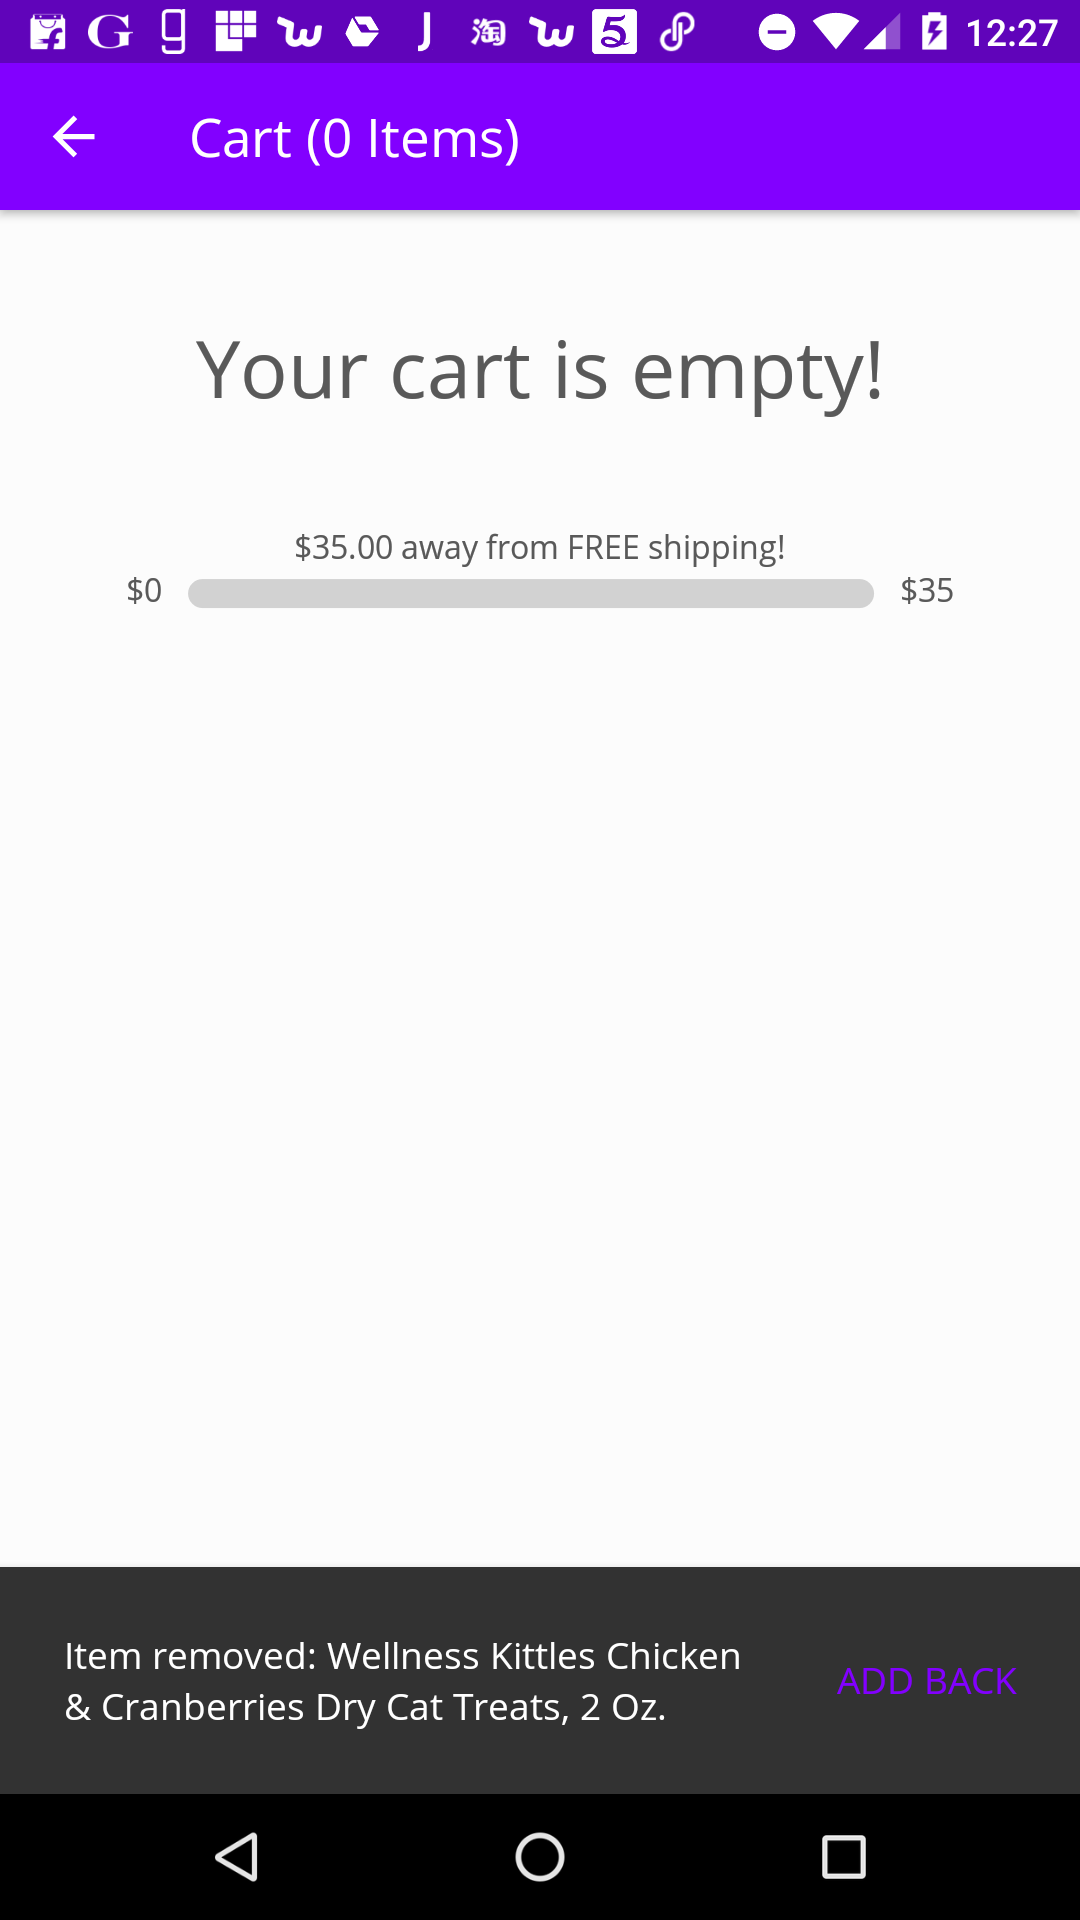 12:27
Cart (0 Items)
Your cart is empty!
$35.00 away from FREE shipping!
$0 $35
Item removed: Wellness Kittles Chicken
& Cranberries Dry Cat Treats, 2 Oz.
ADD BACK